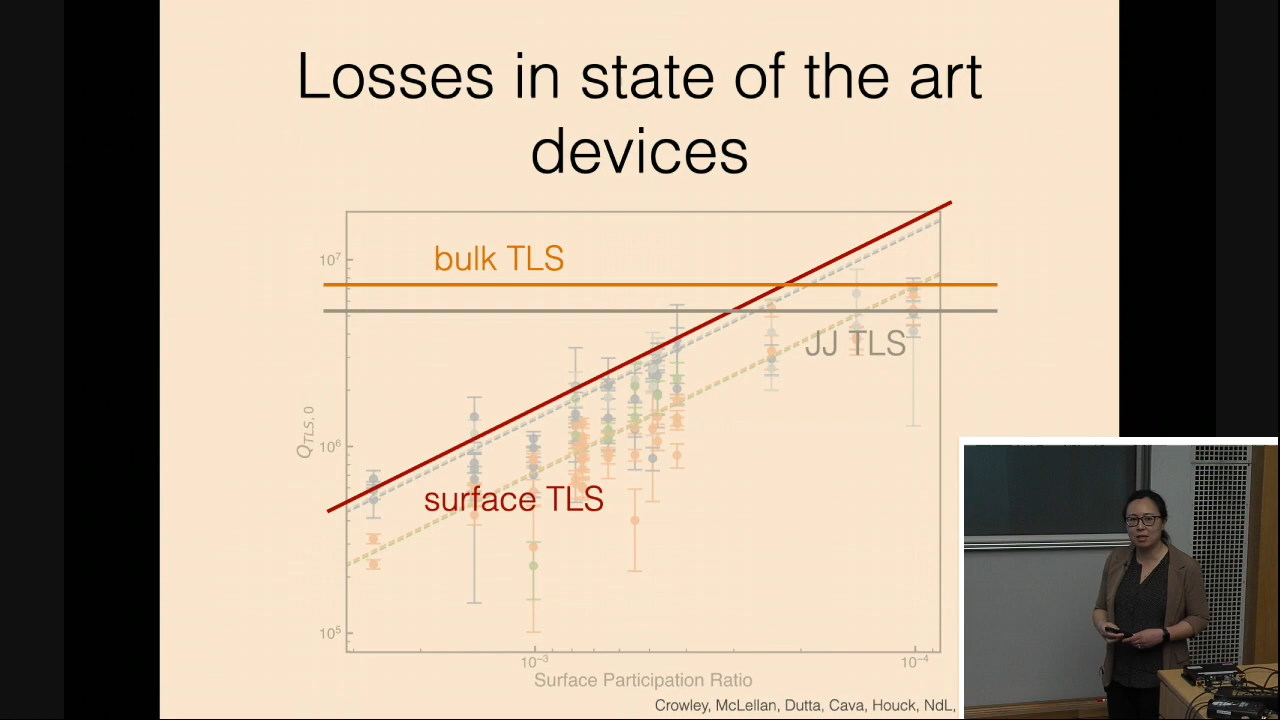 Losses in state of the art
devices
bulk TLS
10⁷
JJ TLS
Q_TLS, 0
10⁶
surface TLS
10⁵
10⁻³
10⁻⁴
Surface Participation Ratio
Crowley, McLellan, Dutta, Cava, Houck, NdL,